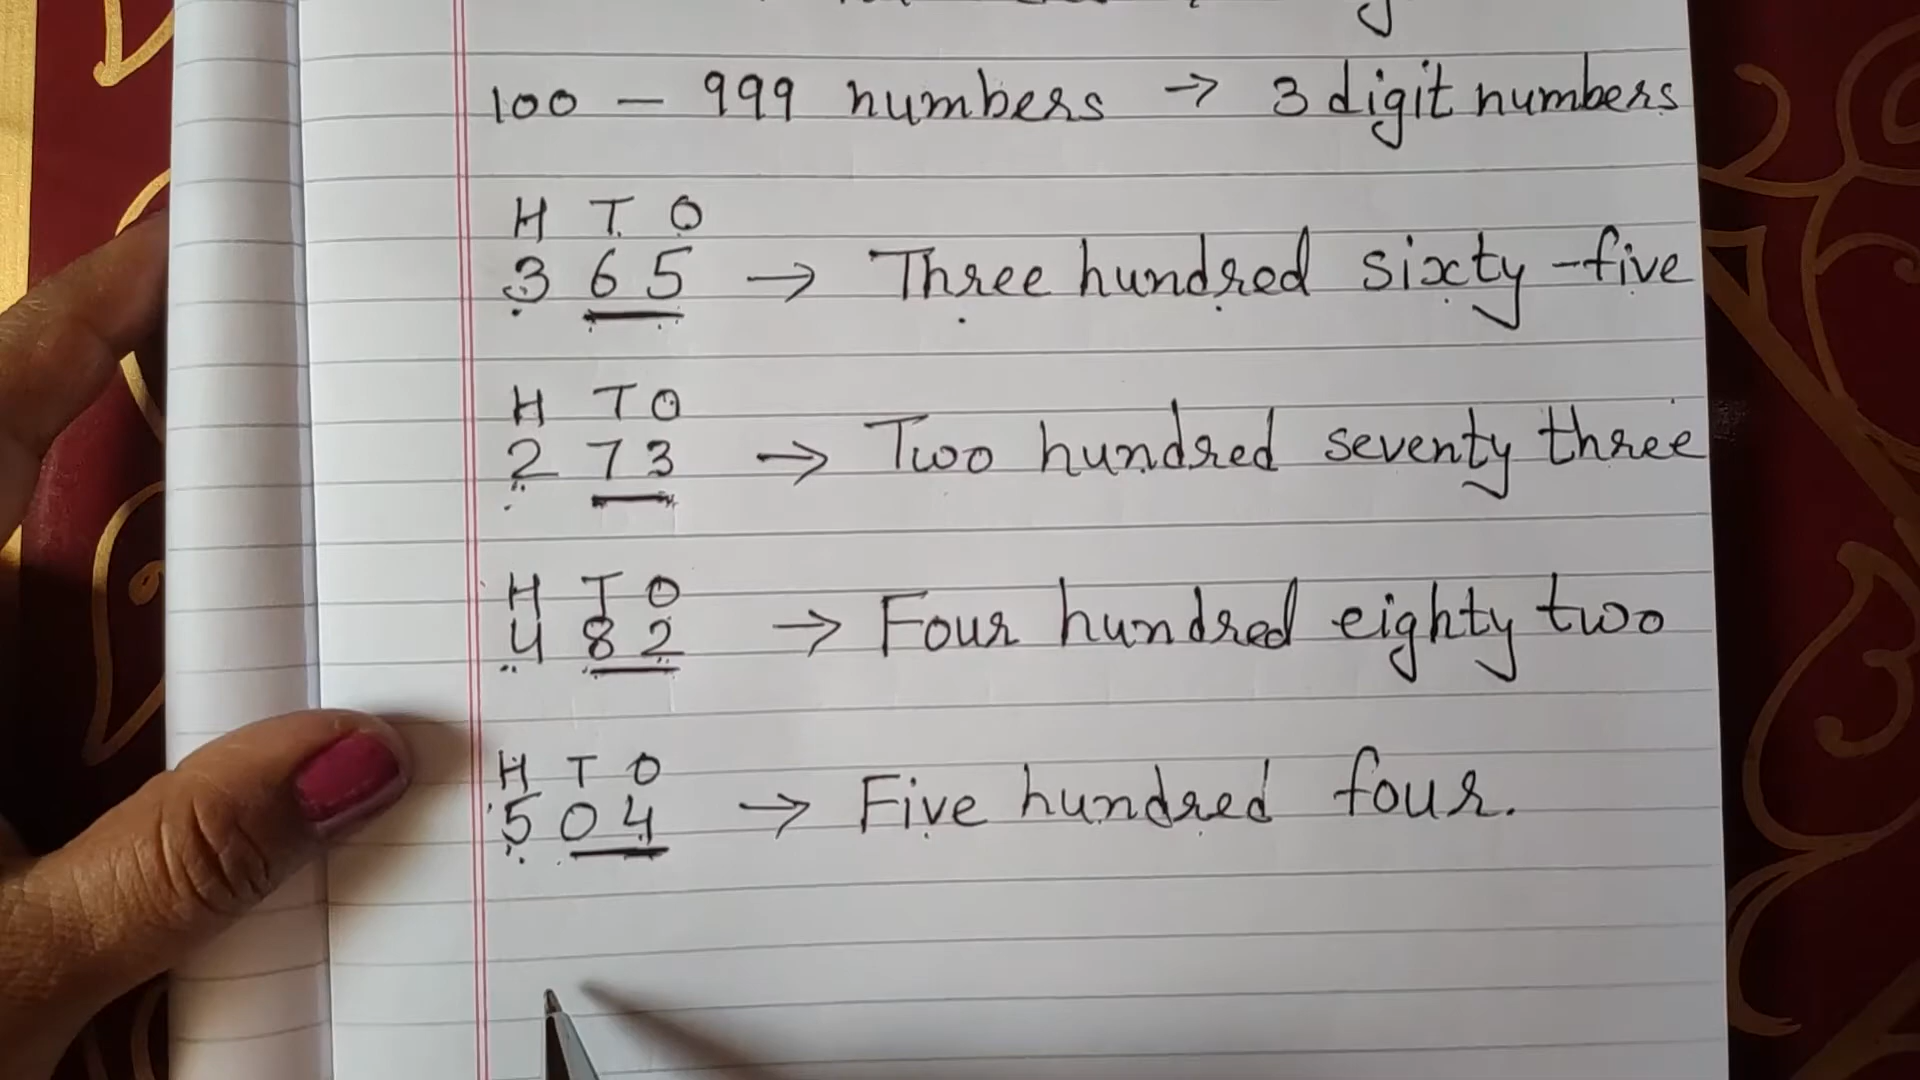 100 – 999 numbers → 3 digit numbers
H T O
3 6 5 → Three hundred sixty-five
H T O
2 7 3 → Two hundred seventy three
H T O
4 8 2 → Four hundred eighty two
H T O
5 0 4 → Five hundred four.